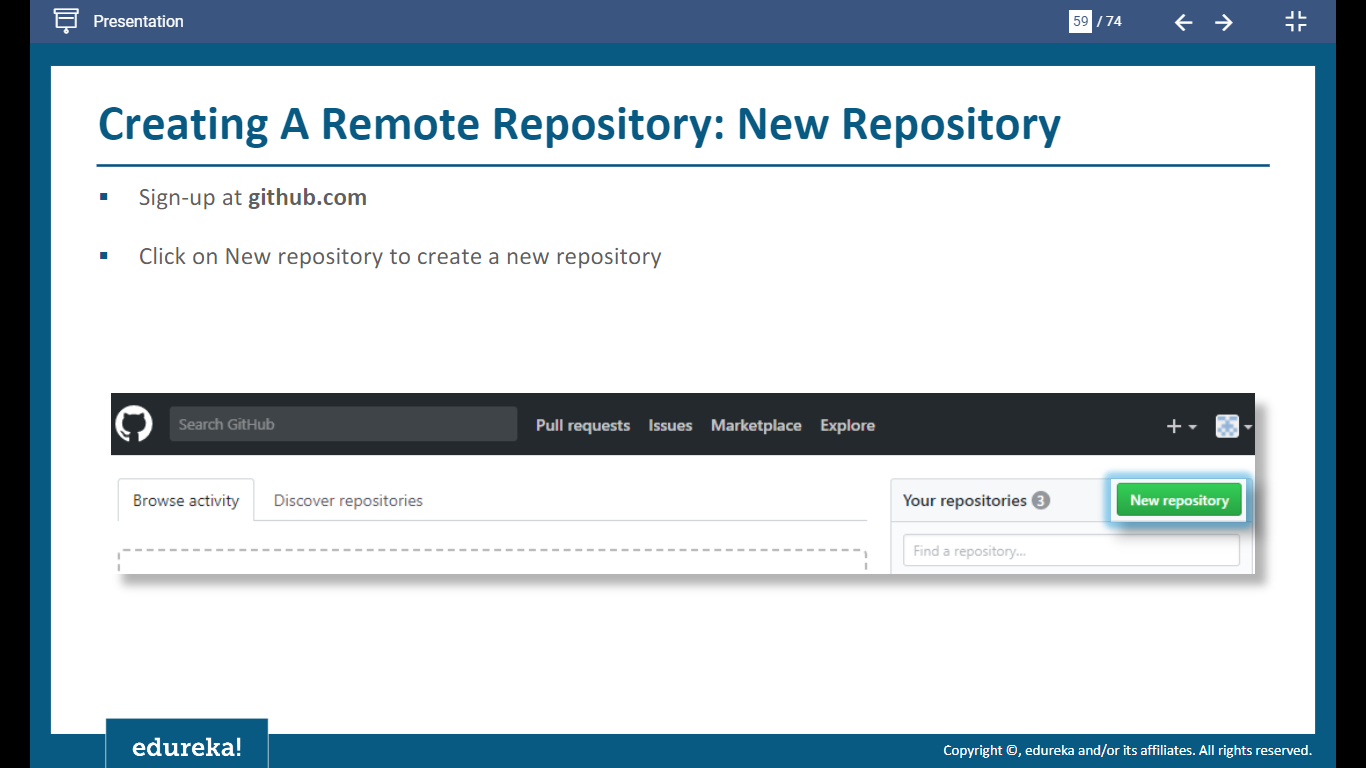 Presentation
59 / 74
Creating A Remote Repository: New Repository
Sign-up at github.com
Click on New repository to create a new repository
Search GitHub Pull requests Issues Marketplace Explore
Browse activity Discover repositories
Your repositories 3 New repository
Find a repository...
edureka!
Copyright ©, edureka and/or its affiliates. All rights reserved.